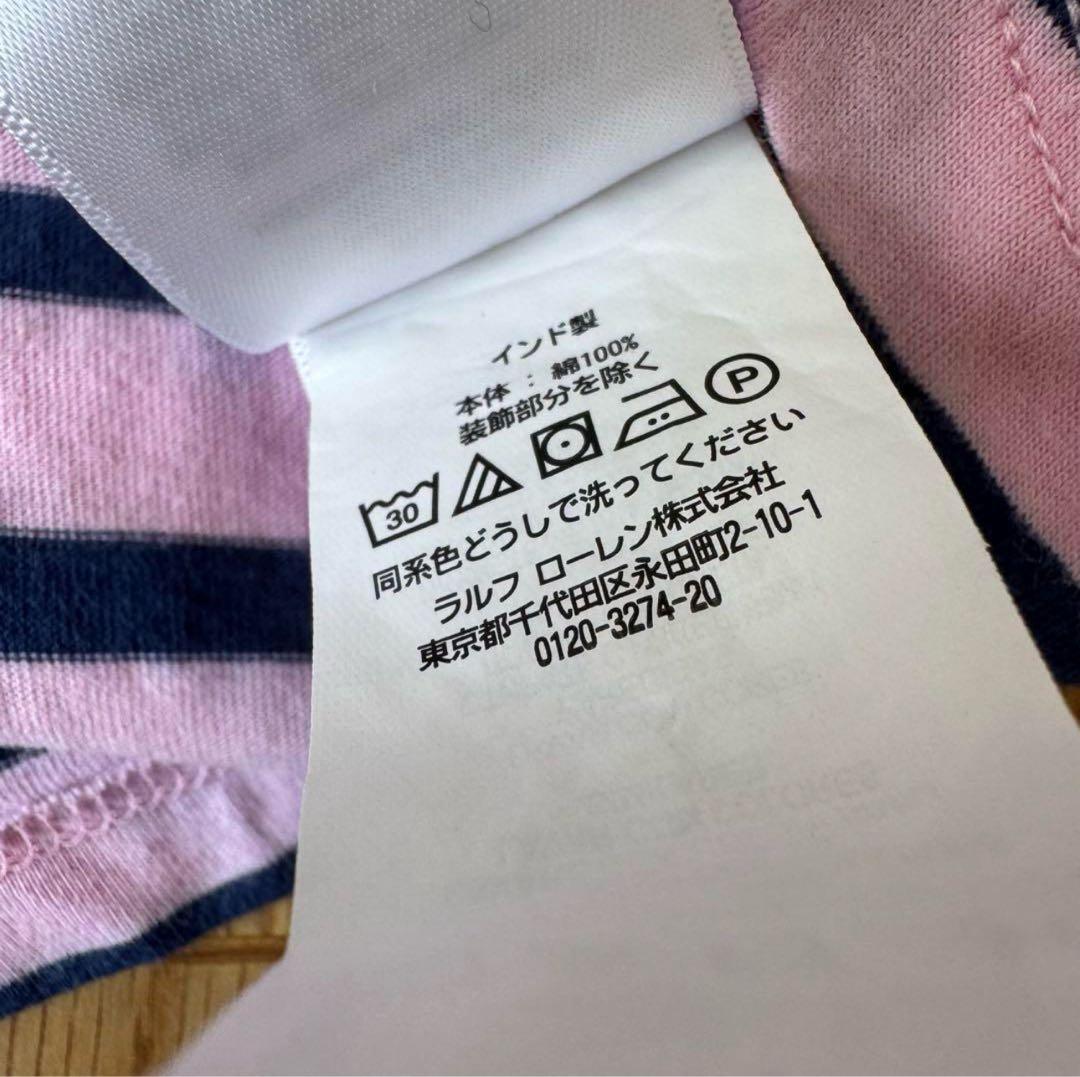 インド製
本体 : 綿100%
装飾部分を除く
30 P
同系色どうしで洗ってください
ラルフ ローレン株式会社
東京都千代田区永田町2-10-1
0120-3274-20